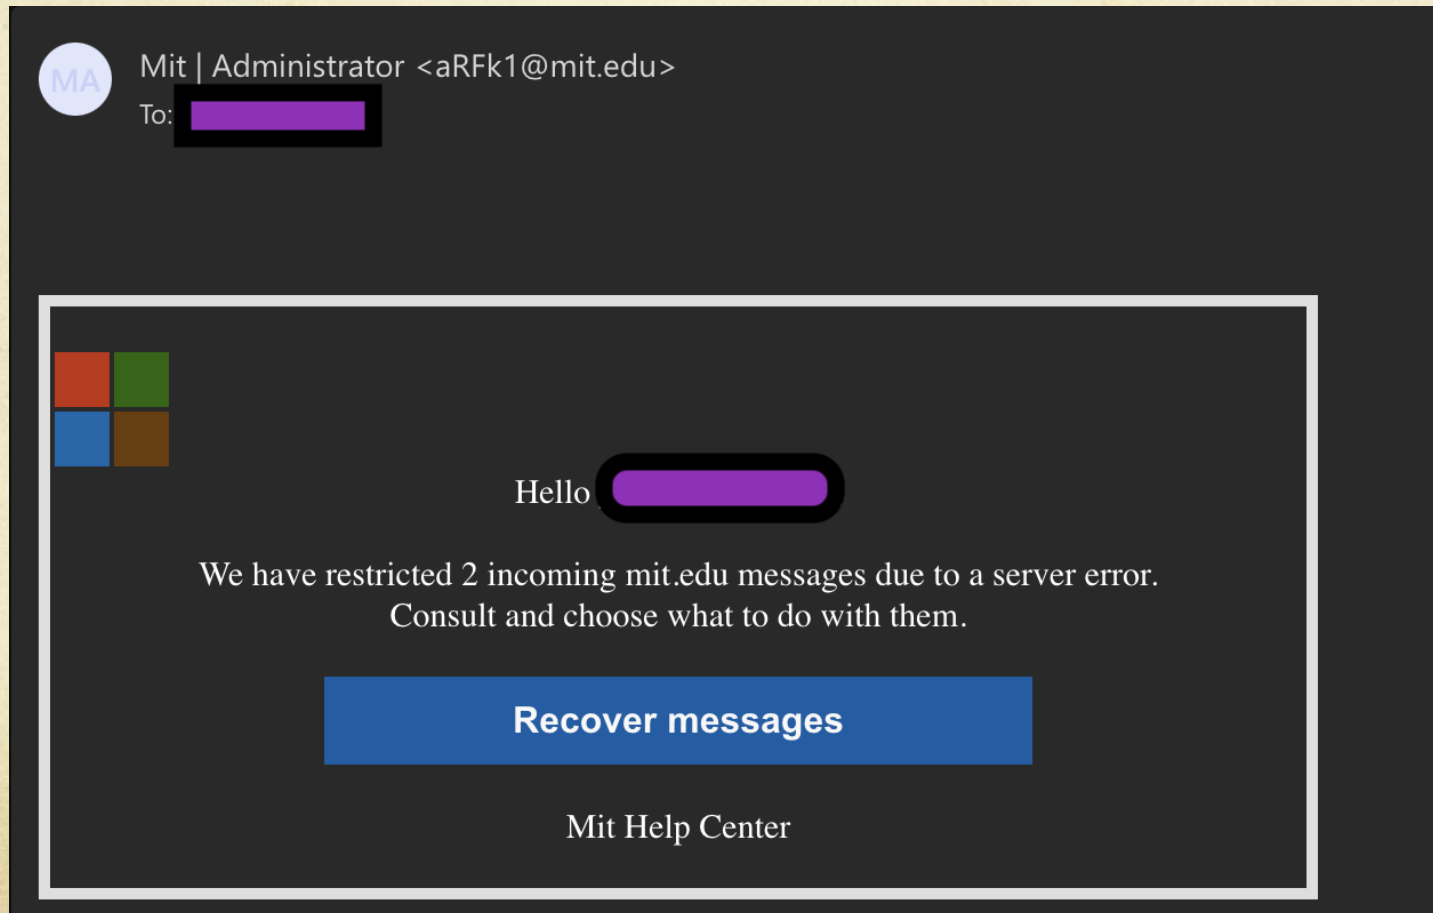 MA
Mit | Administrator <aRFk1@mit.edu>
To:
Hello
We have restricted 2 incoming mit.edu messages due to a server error.
Consult and choose what to do with them.
Recover messages
Mit Help Center